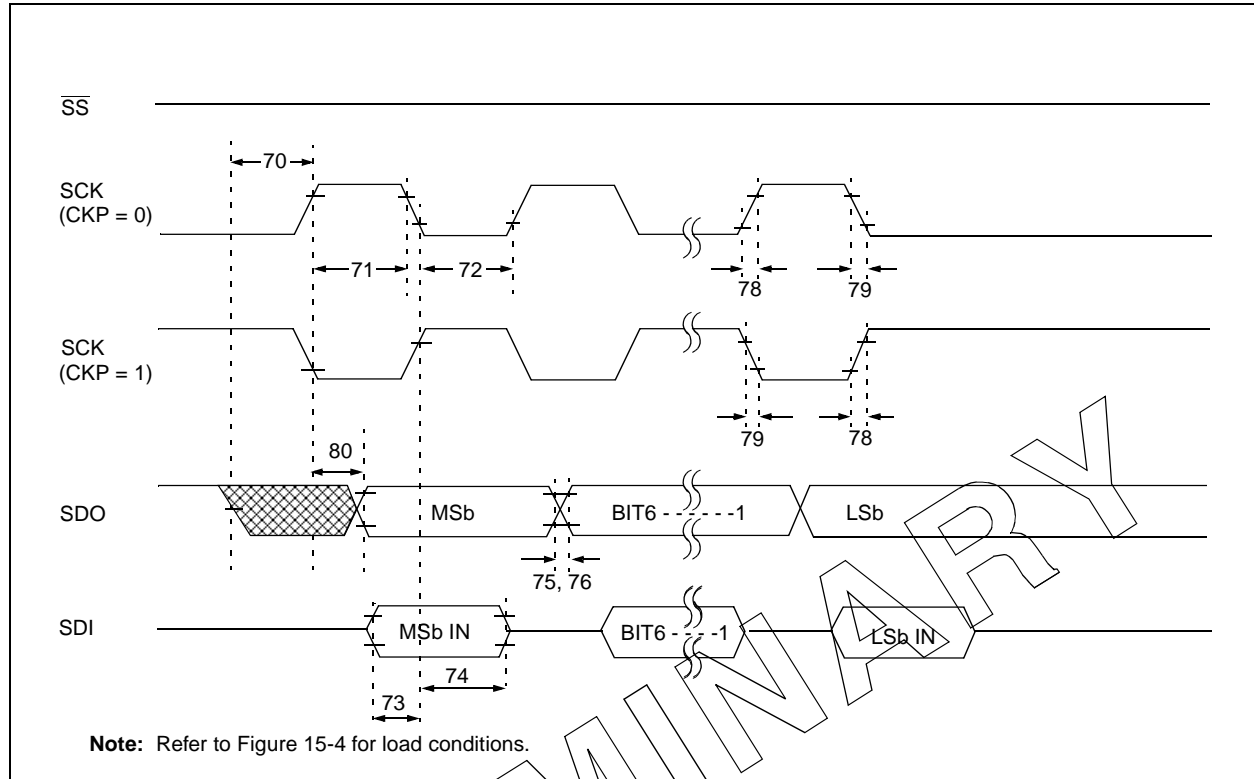 SS
70
SCK
(CKP = 0)
71
72
78
79
SCK
(CKP = 1)
79
78
80
SDO
MSb
BIT6 - - - - - -1
LSb
75, 76
SDI
MSb IN
BIT6 - - - -1
LSb IN
74
73
Note: Refer to Figure 15-4 for load conditions.
MINARY